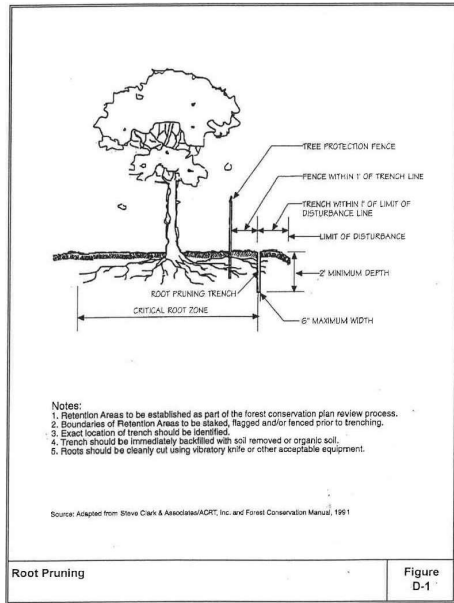 TREE PROTECTION FENCE
FENCE WITHIN 1' OF TRENCH LINE
TRENCH WITHIN 1' OF LIMIT OF
DISTURBANCE LINE
LIMIT OF DISTURBANCE
2' MINIMUM DEPTH
ROOT PRUNING TRENCH
6" MAXIMUM WIDTH
CRITICAL ROOT ZONE
Notes:
1. Retention Areas to be established as part of the forest conservation plan review process.
2. Boundaries of Retention Areas to be staked, flagged and/or fenced prior to trenching.
3. Exact location of trench should be identified.
4. Trench should be immediately backfilled with soil removed or organic soil.
5. Roots should be cleanly cut using vibratory knife or other acceptable equipment.
Source: Adapted from Steve Clark & Associates/ACRT, Inc. and Forest Conservation Manual, 1991
Root Pruning
Figure
D-1